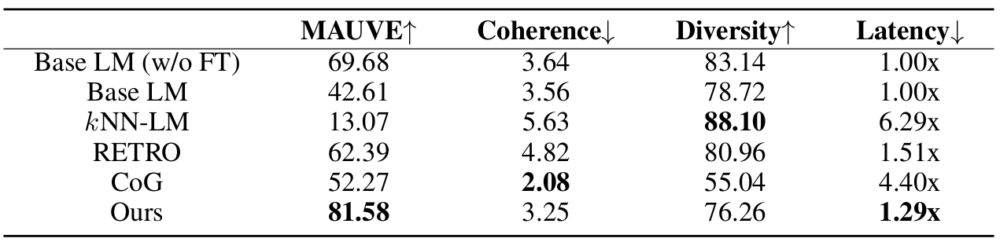 MAUVE↑ Coherence↓ Diversity↑ Latency↓
Base LM (w/o FT) 69.68 3.64 83.14 1.00x
Base LM 42.61 3.56 78.72 1.00x
kNN-LM 13.07 5.63 88.10 6.29x
RETRO 62.39 4.82 80.96 1.51x
CoG 52.27 2.08 55.04 4.40x
Ours 81.58 3.25 76.26 1.29x